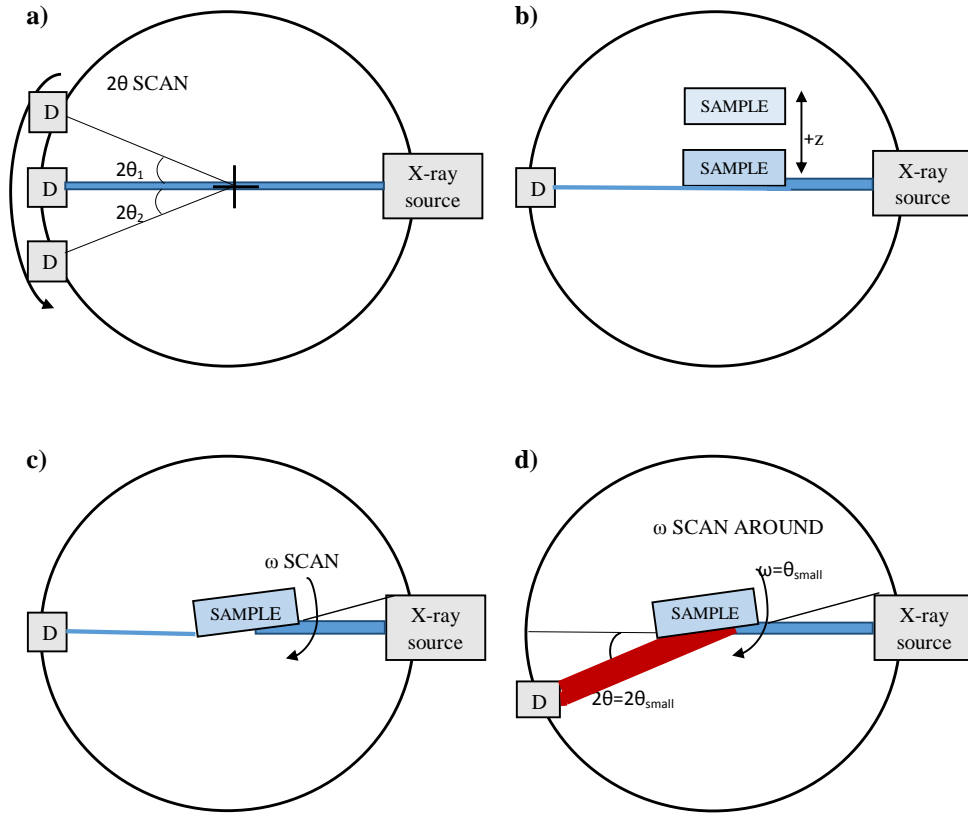 a)
2θ SCAN
D
D
D
2θ₁
2θ₂
X-ray
source
b)
SAMPLE
SAMPLE
+z
D
X-ray
source
c)
ω SCAN
SAMPLE
D
X-ray
source
d)
ω SCAN AROUND
ω=θsmall
SAMPLE
D
2θ=2θsmall
X-ray
source